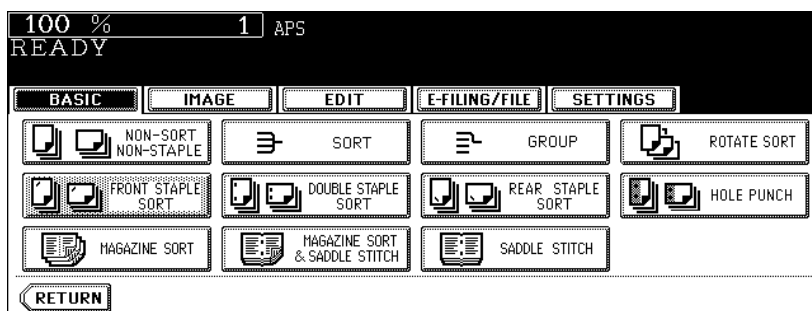 100 % 1 APS
READY
BASIC IMAGE EDIT E-FILING/FILE SETTINGS
NON-SORT
NON-STAPLE
SORT
GROUP
ROTATE SORT
FRONT STAPLE
SORT
DOUBLE STAPLE
SORT
REAR STAPLE
SORT
HOLE PUNCH
MAGAZINE SORT
MAGAZINE SORT
& SADDLE STITCH
SADDLE STITCH
RETURN